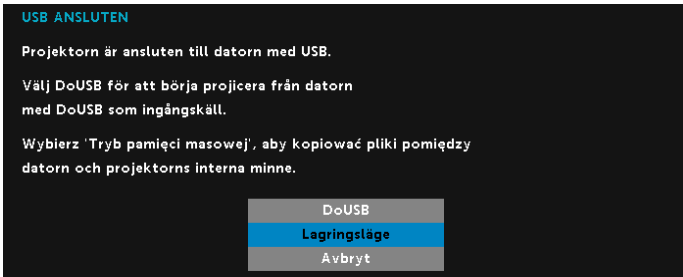 USB ANSLUTEN
Projektorn är ansluten till datorn med USB.
Välj DoUSB för att börja projicera från datorn
med DoUSB som ingångskäll.
Wybierz 'Tryb pamięci masowej', aby kopiować pliki pomiędzy
datorn och projektorns interna minne.
DoUSB
Lagringsläge
Avbryt